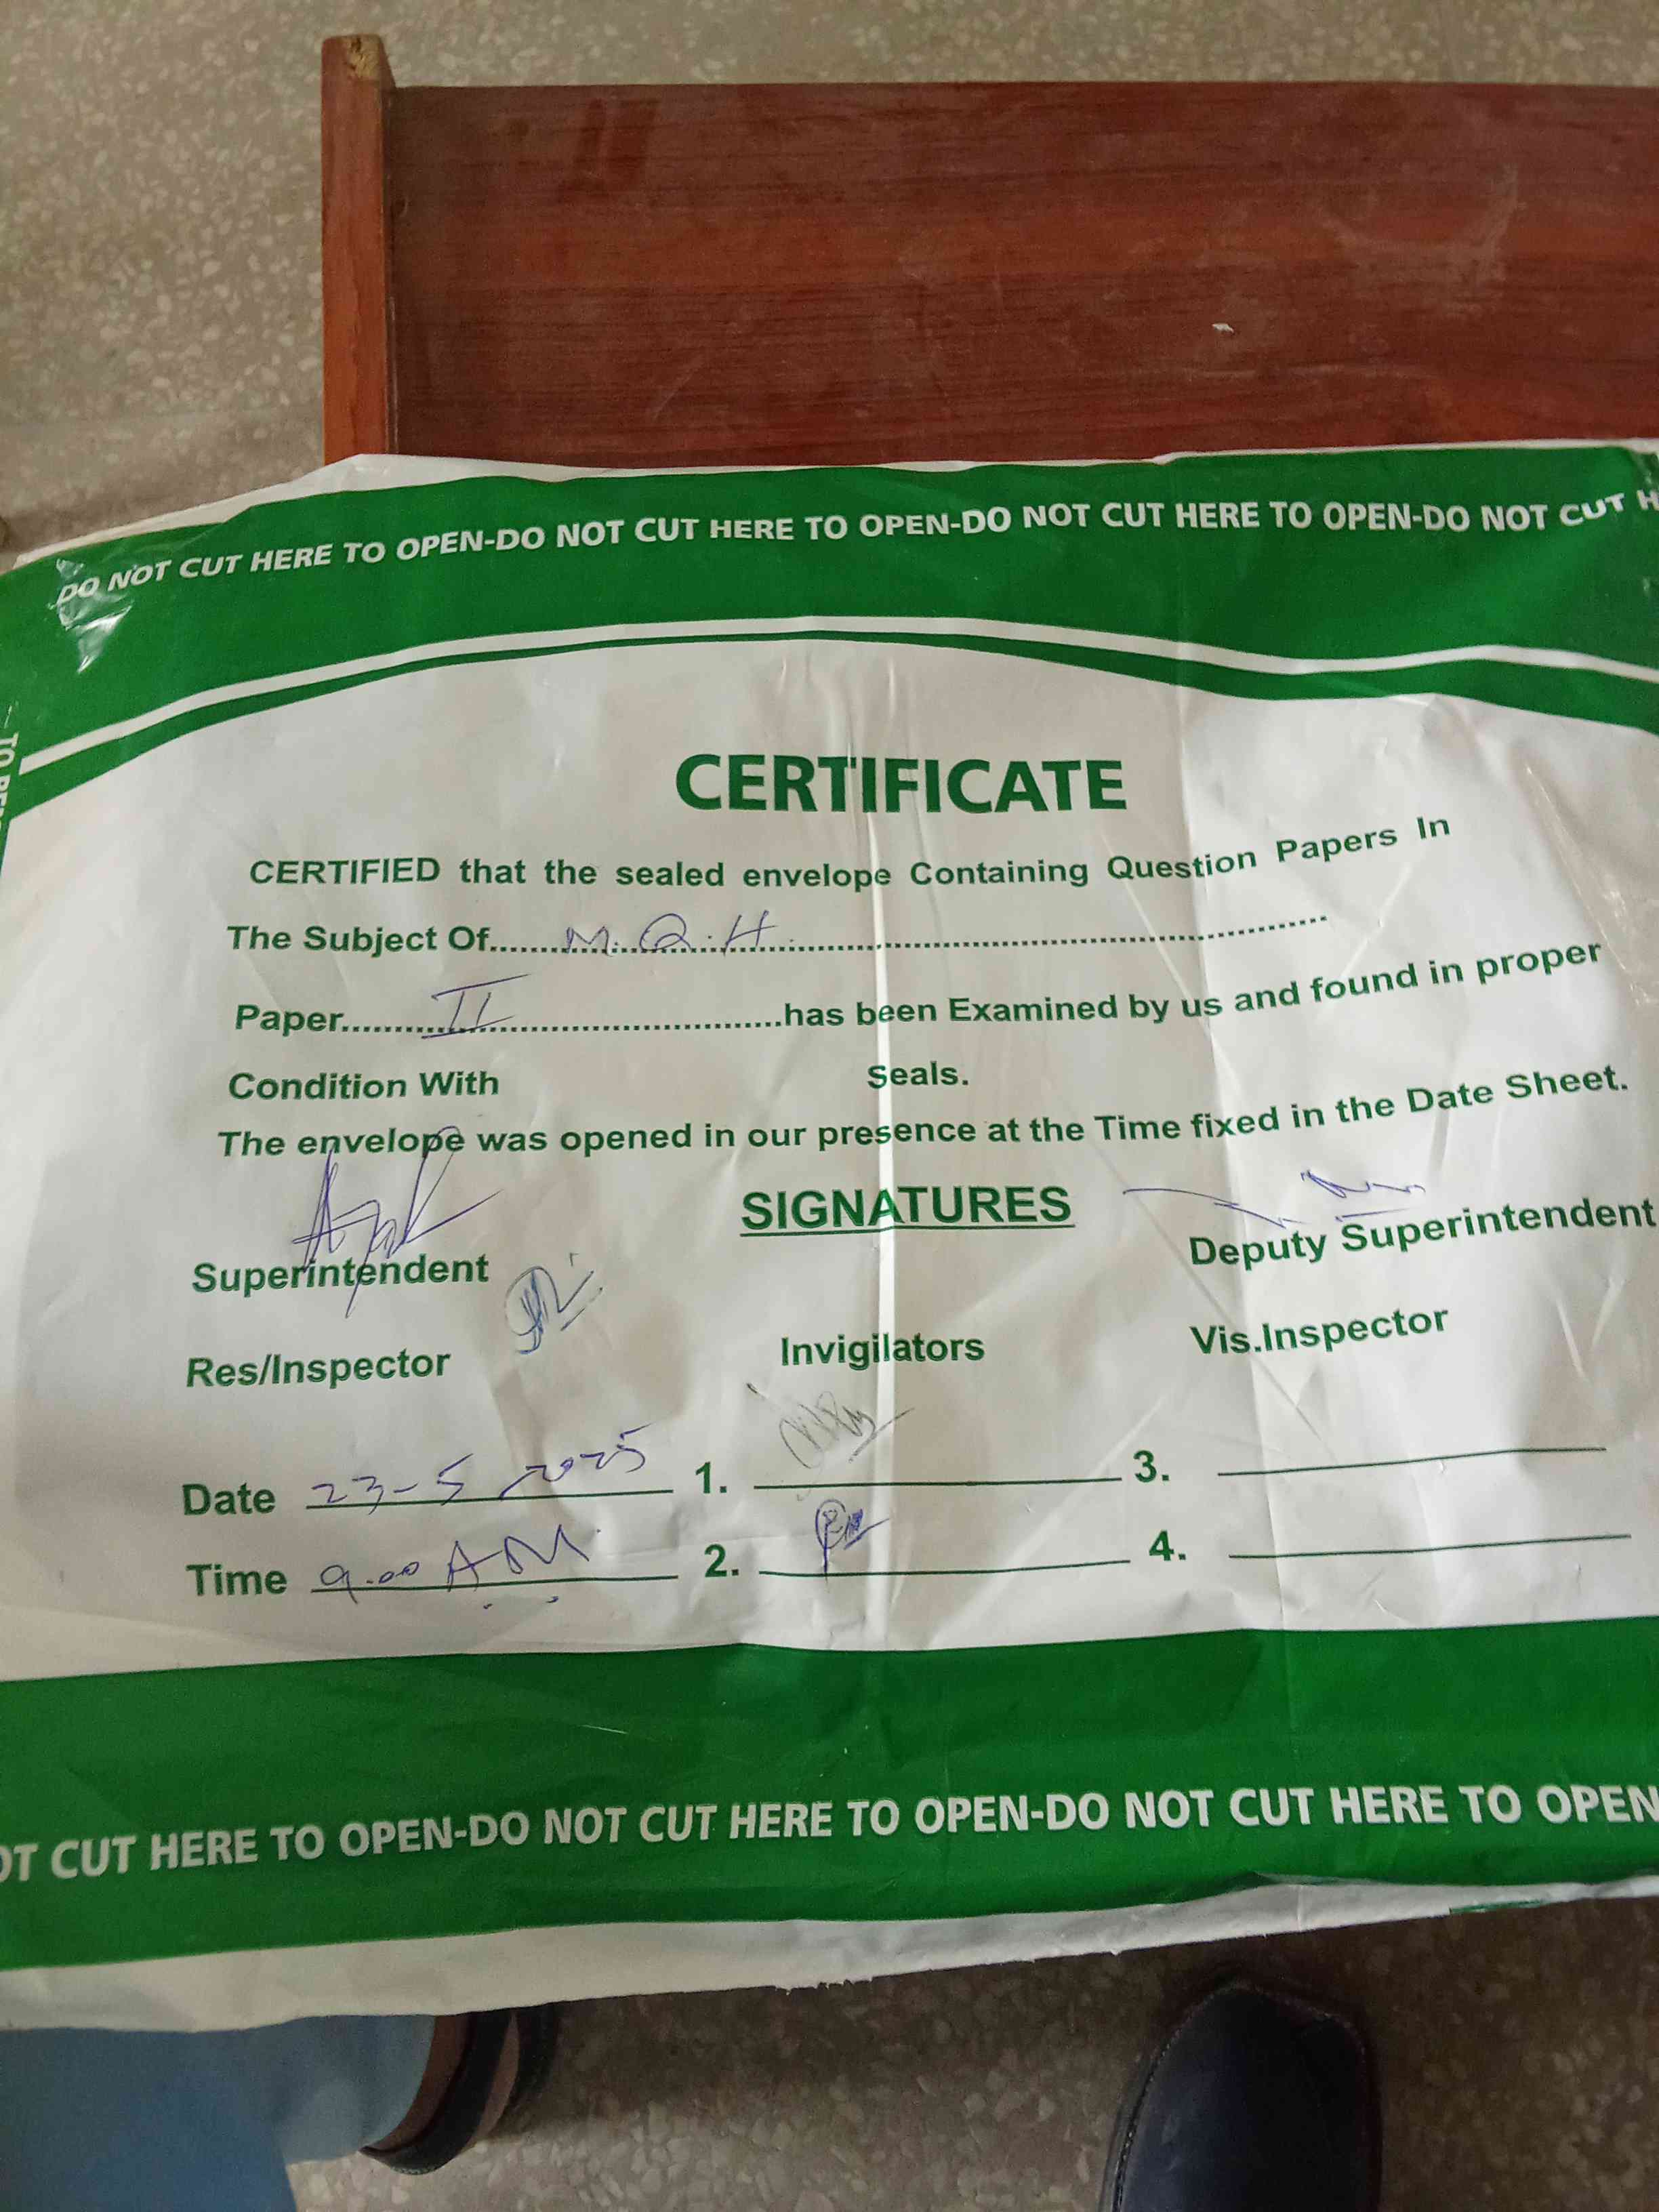 DO NOT CUT HERE TO OPEN-DO NOT CUT HERE TO OPEN-DO NOT CUT HERE TO OPEN-DO NOT CUT H
CERTIFICATE
CERTIFIED that the sealed envelope Containing Question Papers In
The Subject Of........M.Q.H..........
Paper........II..........has been Examined by us and found in proper
Condition With Seals.
The envelope was opened in our presence at the Time fixed in the Date Sheet.
SIGNATURES
Superintendent Deputy Superintendent
Res/Inspector Invigilators Vis.Inspector
Date 23-5 2025 1. 3.
Time 9.00 AM 2. 4.
OT CUT HERE TO OPEN-DO NOT CUT HERE TO OPEN-DO NOT CUT HERE TO OPEN